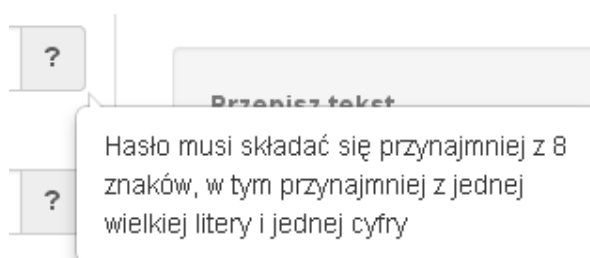 ?
Przepisz tekst
Hasło musi składać się przynajmniej z 8
znaków, w tym przynajmniej z jednej
wielkiej litery i jednej cyfry
?